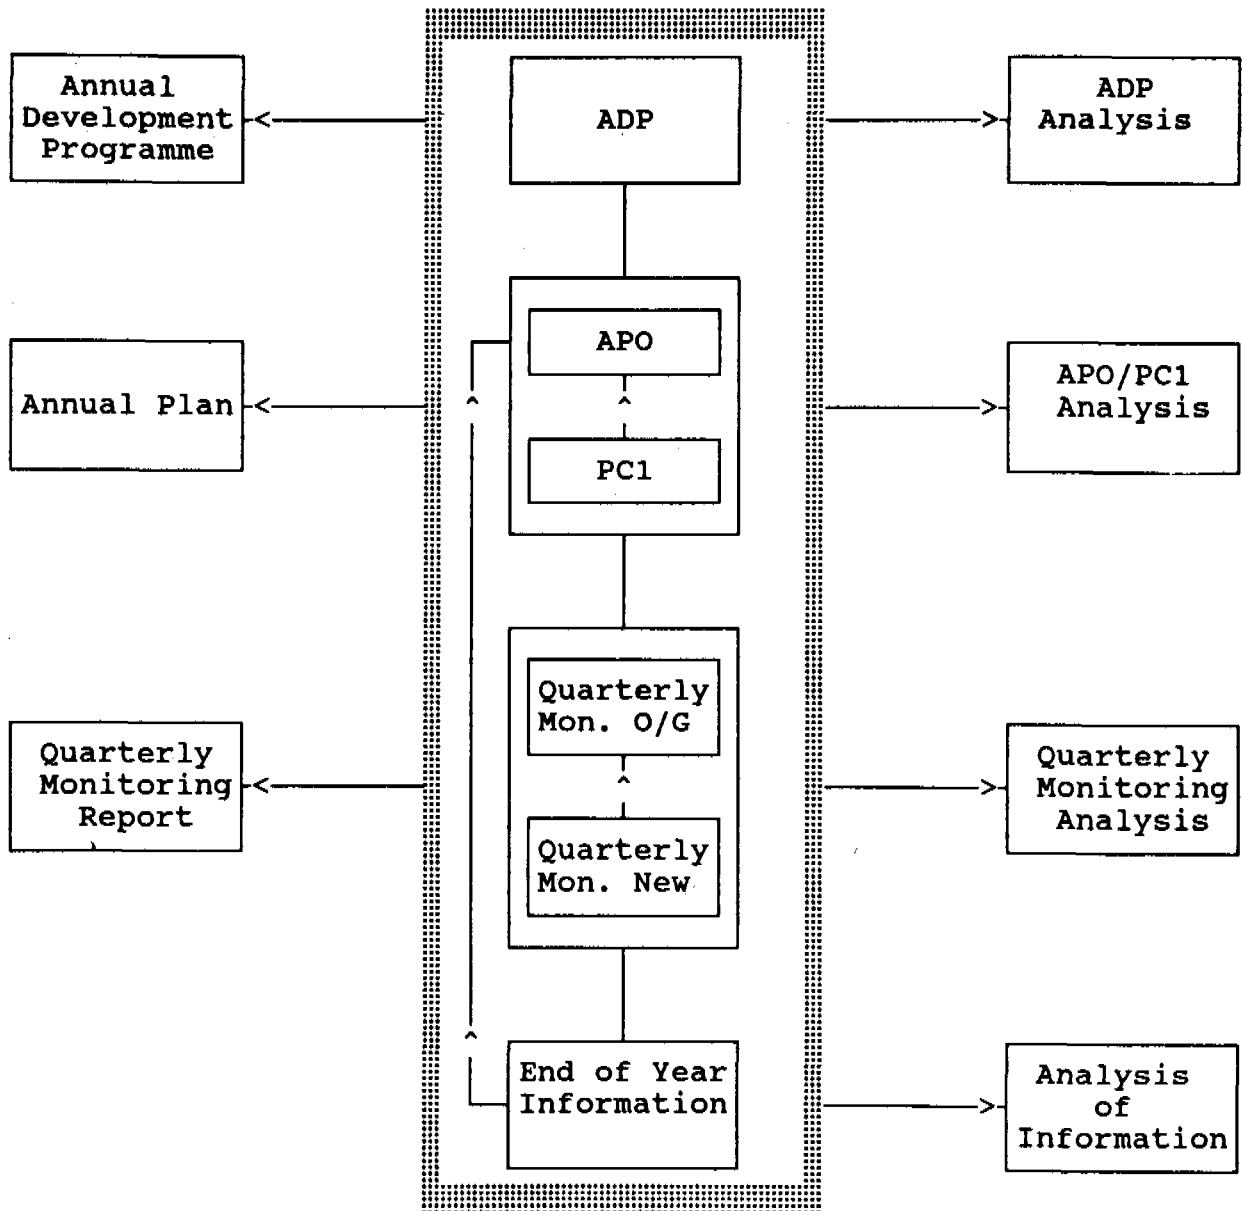 Annual
Development
Programme
ADP
ADP
Analysis
APO
Annual Plan
APO/PC1
Analysis
PC1
Quarterly
Mon. O/G
Quarterly
Monitoring
Report
Quarterly
Monitoring
Analysis
Quarterly
Mon. New
End of Year
Information
Analysis
of
Information